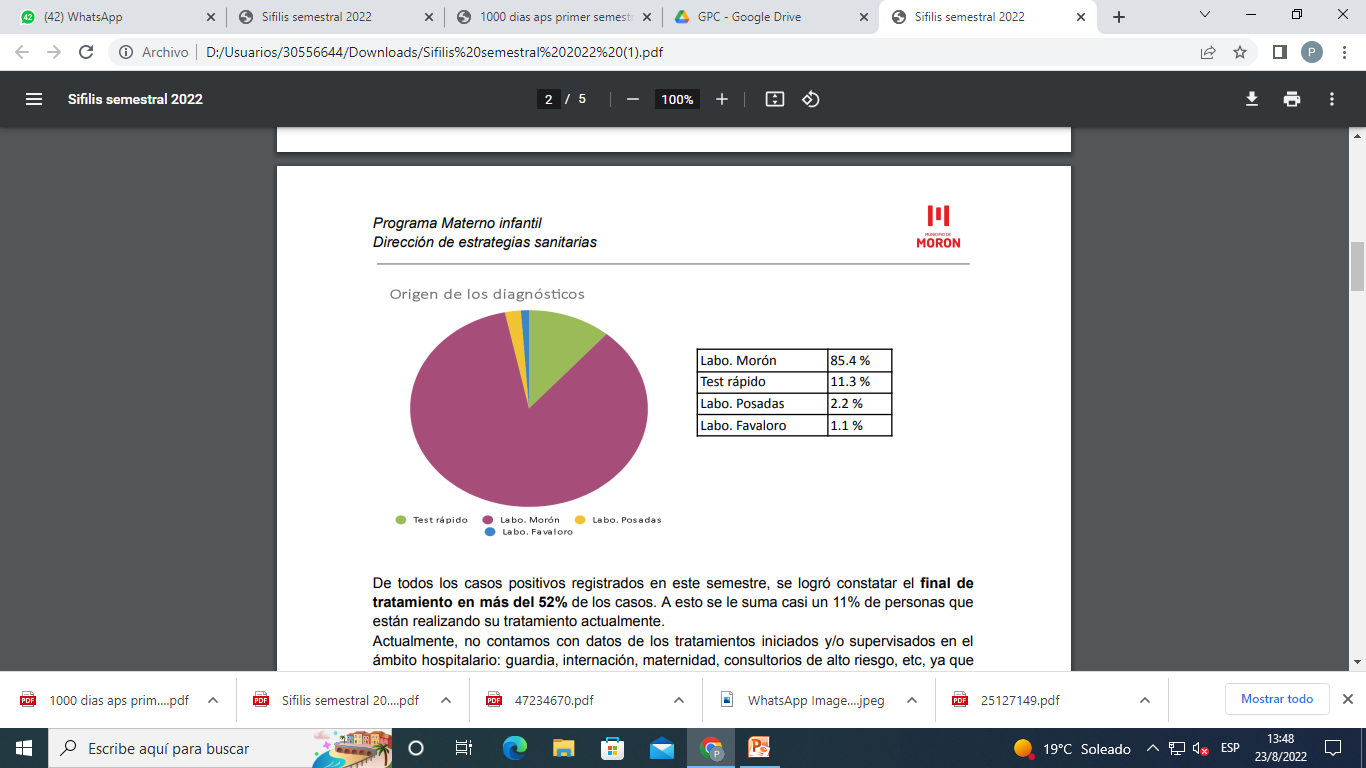 (42) WhatsApp
Sifilis semestral 2022
1000 dias aps primer semestr
GPC - Google Drive
Sifilis semestral 2022
Archivo
D:/Usuarios/30556644/Downloads/Sifilis%20semestral%202022%20(1).pdf
P
Sifilis semestral 2022
2 / 5
100%
Programa Materno infantil
Dirección de estrategias sanitarias
MUNICIPIO DE
MORON
Origen de los diagnósticos
Labo. Morón 85.4 %
Test rápido 11.3 %
Labo. Posadas 2.2 %
Labo. Favaloro 1.1 %
Test rápido Labo. Morón Labo. Posadas
Labo. Favaloro
De todos los casos positivos registrados en este semestre, se logró constatar el final de
tratamiento en más del 52% de los casos. A esto se le suma casi un 11% de personas que
están realizando su tratamiento actualmente.
Actualmente, no contamos con datos de los tratamientos iniciados y/o supervisados en el
ámbito hospitalario: guardia, internación, maternidad, consultorios de alto riesgo, etc, ya que
1000 dias aps prim....pdf
Sifilis semestral 20....pdf
47234670.pdf
WhatsApp Image....jpeg
25127149.pdf
Mostrar todo
Escribe aquí para buscar
19°C Soleado
ESP
13:48
23/8/2022